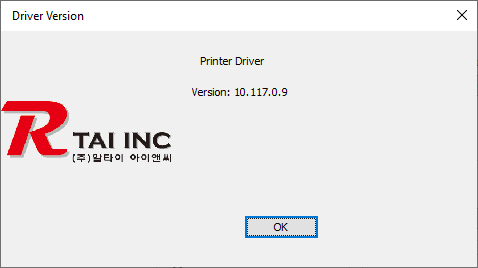 Driver Version
Printer Driver
Version: 10.117.0.9
R
TAI INC
(주)알타이 아이앤씨
OK